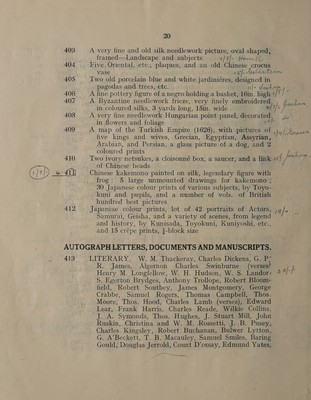 20
403 A very fine and old silk needlework picture, oval shaped,
framed—Landscape and subjects
404 Five Oriental, etc., plaques, and an old Chinese crocus
vase
405 Two old porcelain blue and white jardinières, designed in
pagodas and trees, etc.
406 A fine pottery figure of a negro holding a basket, 16in. high
407 A Byzantine needlework frieze, very finely embroidered
in coloured silks, 3 yards long, 15in. wide
408 A very fine needlework Hungarian point panel, decorated
in flowers and foliage
409 A map of the Turkish Empire (1626), with pictures of
five kings and wives, Grecian, Egyptian, Assyrian,
Arabian, and Persian, a glass picture of a dog, and 2
coloured prints
410 Two ivory netsukes, a cloisonné box, a saucer, and a link
of Chinese beads
411 Chinese kakemono painted on silk, legendary figure with
frog; 5 large unmounted drawings for kakemono;
30 Japanese colour prints of various subjects, by Toyo-
kuni and pupils, and a number of vols. of British
hundred best pictures
412 Japanese colour prints, lot of 42 portraits of Actors,
Samurai, Geisha, and a variety of scenes, from legend
and history, by Kunisada, Toyokuni, Kuniyoshi, etc.,
and 15 crêpe prints, ½-block size
AUTOGRAPH LETTERS, DOCUMENTS AND MANUSCRIPTS.
413 LITERARY. W. M. Thackeray, Charles Dickens, G. P.
R. James, Algernon Charles Swinburne (verses)
Henry M. Longfellow, W. H. Hudson, W. S. Landor
S. Egerton Brydges, Anthony Trollope, Robert Bloom-
field, Robert Southey, James Montgomery, George
Crabbe, Samuel Rogers, Thomas Campbell, Thos.
Moore, Thos. Hood, Charles Lamb (verses), Edward
Lear, Frank Harris, Charles Reade, Wilkie Collins,
J. A. Symonds, Thos. Hughes, J. Stuart Mill, John
Ruskin, Christina and W. M. Rossetti, J. B. Pusey,
Charles Kingsley, Robert Buchanan, Bulwer Lytton,
G. A'Beckett, T. B. Macauley, Samuel Smiles, Baring
Gould, Douglas Jerrold, Count D'orsay, Edmund Yates,